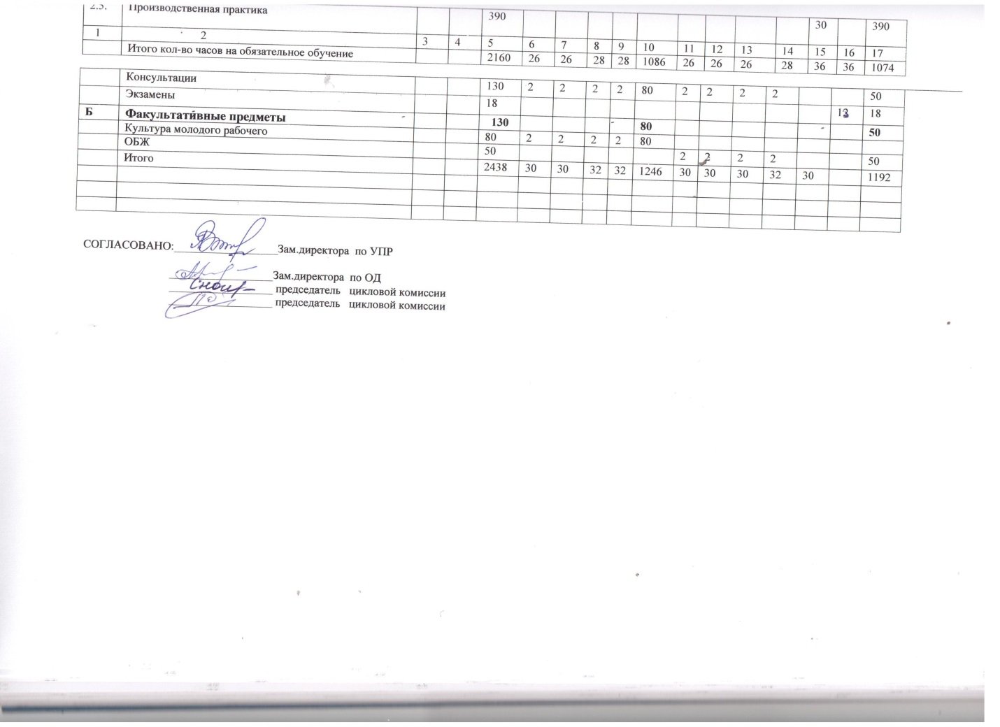 2.3. Производственная практика 390 30 390
1 2 3 4 5 6 7 8 9 10 11 12 13 14 15 16 17
Итого кол-во часов на обязательное обучение 2160 26 26 28 28 1086 26 26 26 28 36 36 1074
Консультации 130 2 2 2 2 80 2 2 2 2 50
Экзамены 18 18
Б Факультативные предметы 130 80 50
Культура молодого рабочего 80 2 2 2 2 80
ОБЖ 50 2 2 2 2 50
Итого 2438 30 30 32 32 1246 30 30 30 32 30 1192
СОГЛАСОВАНО: Зам.директора по УПР
Зам.директора по ОД
председатель цикловой комиссии
председатель цикловой комиссии